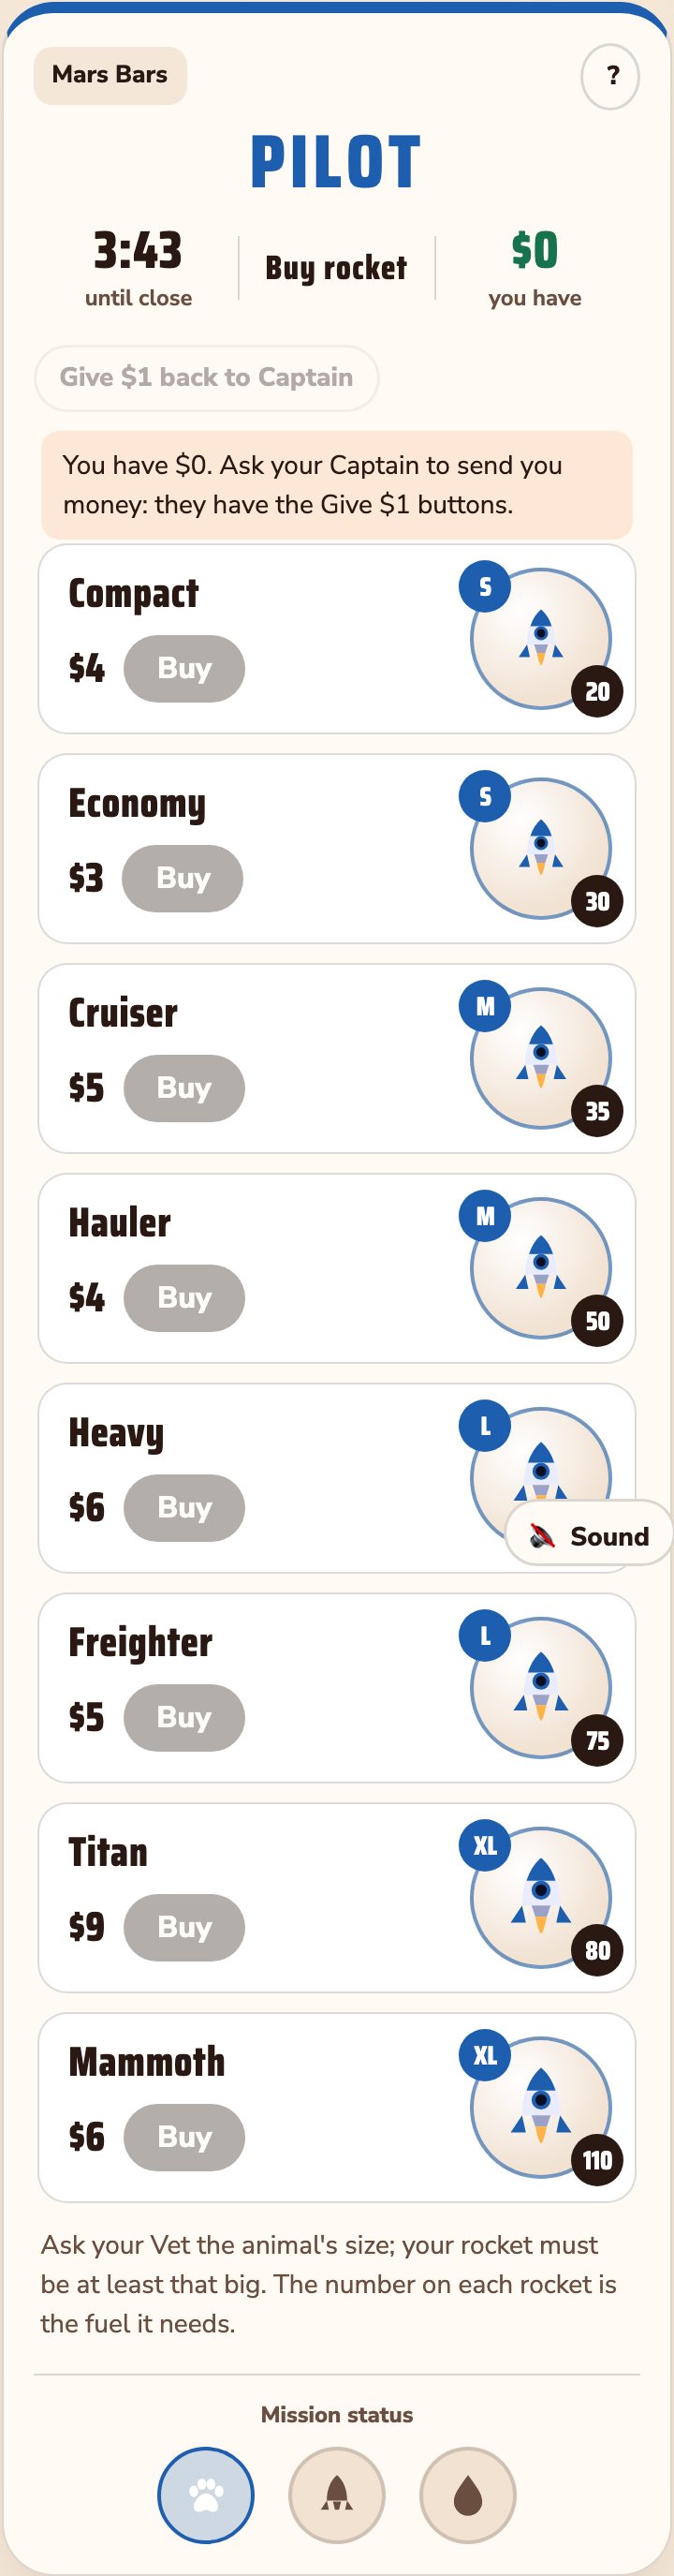 Mars Bars
?
PILOT
3:43
until close
Buy rocket
$0
you have
Give $1 back to Captain
You have $0. Ask your Captain to send you
money: they have the Give $1 buttons.
Compact
S
$4
Buy
20
Economy
S
$3
Buy
30
Cruiser
M
$5
Buy
35
Hauler
M
$4
Buy
50
Heavy
L
$6
Buy
Sound
Freighter
L
$5
Buy
75
Titan
XL
$9
Buy
80
Mammoth
XL
$6
Buy
110
Ask your Vet the animal's size; your rocket must
be at least that big. The number on each rocket is
the fuel it needs.
Mission status